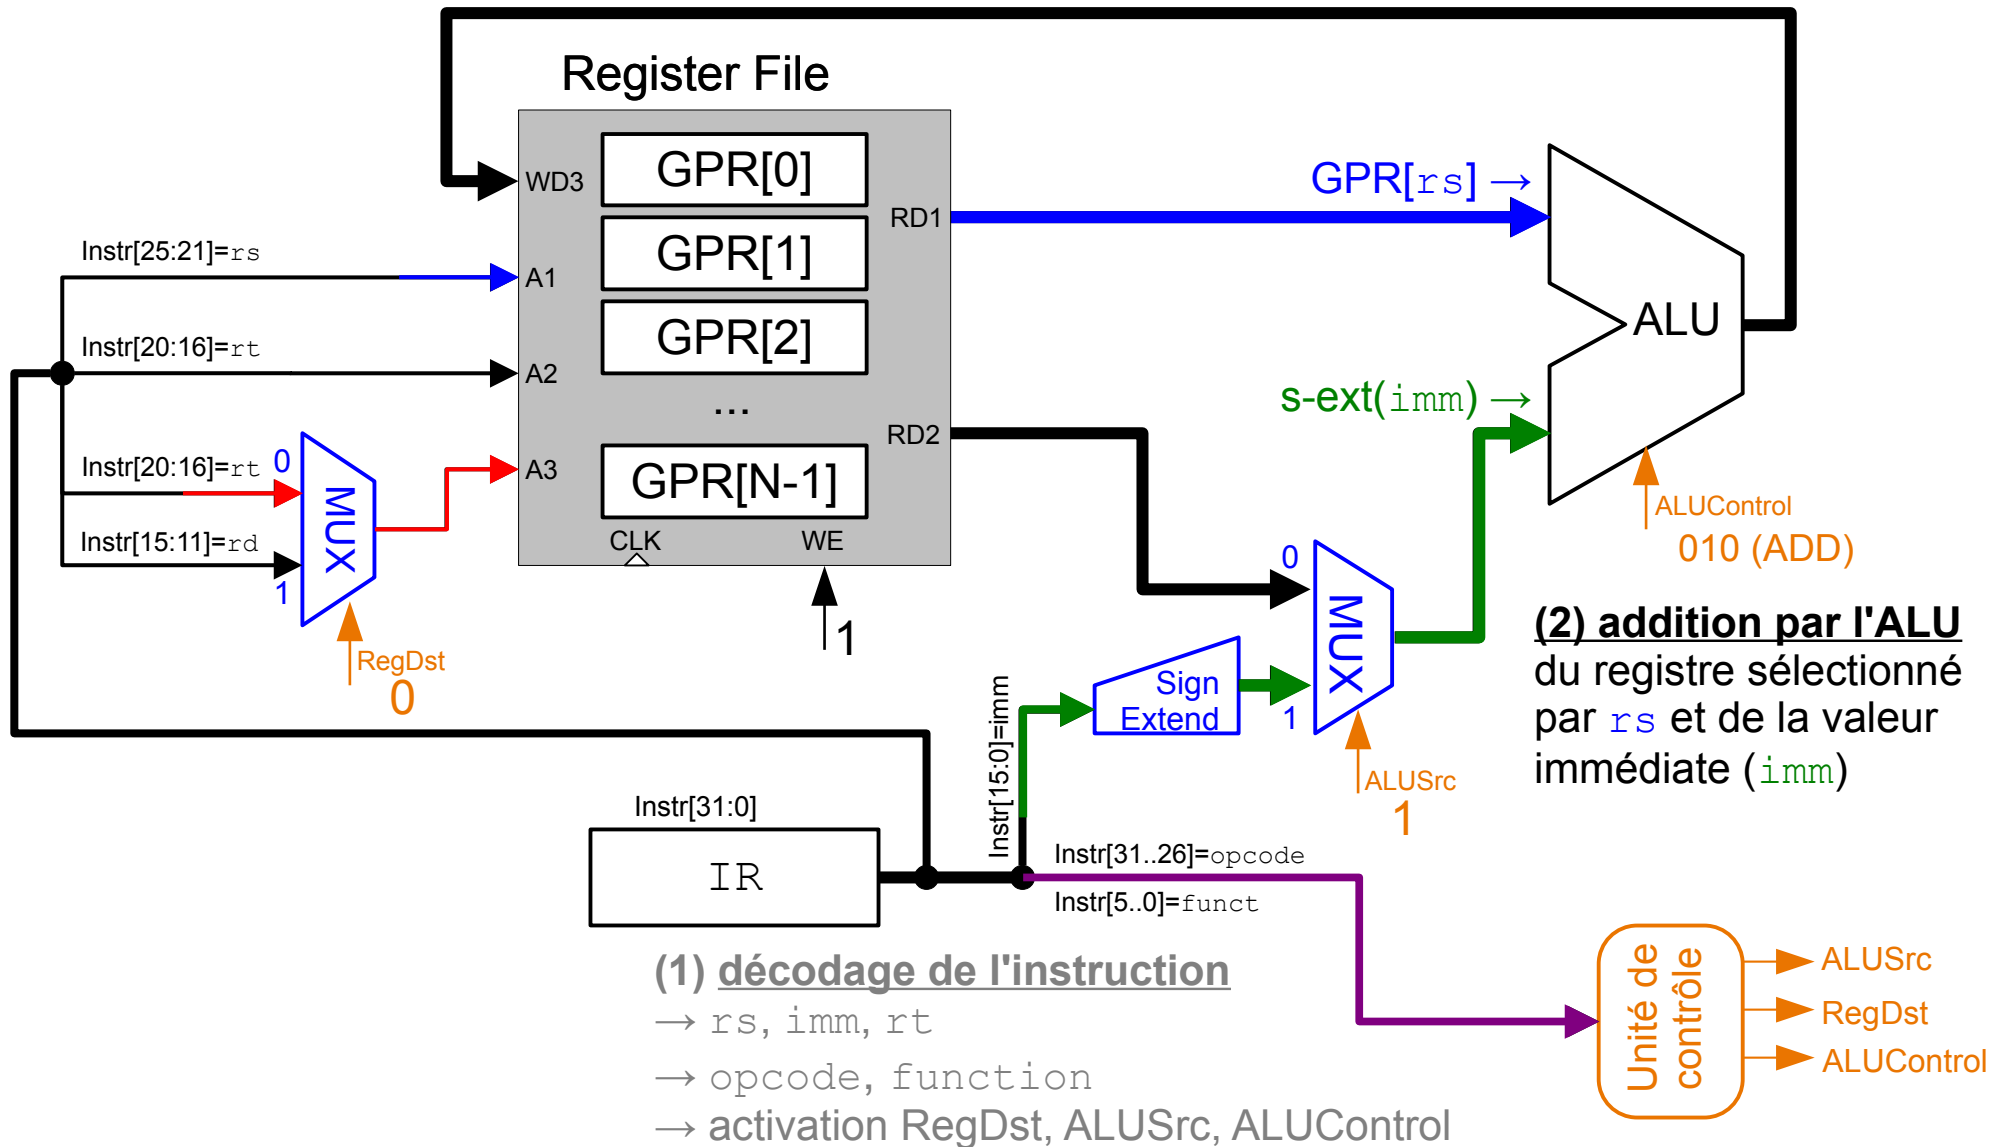 Register File
WD3
GPR[0]
GPR[rs] →
RD1
Instr[25:21]=rs
A1
GPR[1]
Instr[20:16]=rt
A2
GPR[2]
ALU
...
s-ext(imm) →
RD2
Instr[20:16]=rt
0
MUX
A3
GPR[N-1]
Instr[15:11]=rd
1
CLK
WE
ALUControl
010 (ADD)
RegDst
0
1
0
MUX
1
Sign
Extend
Instr[15:0]=imm
ALUSrc
1
(2) addition par l'ALU
du registre sélectionné
par rs et de la valeur
immédiate (imm)
Instr[31:0]
IR
Instr[31..26]=opcode
Instr[5..0]=funct
(1) décodage de l'instruction
→ rs, imm, rt
→ opcode, function
→ activation RegDst, ALUSrc, ALUControl
Unité de
contrôle
ALUSrc
RegDst
ALUControl